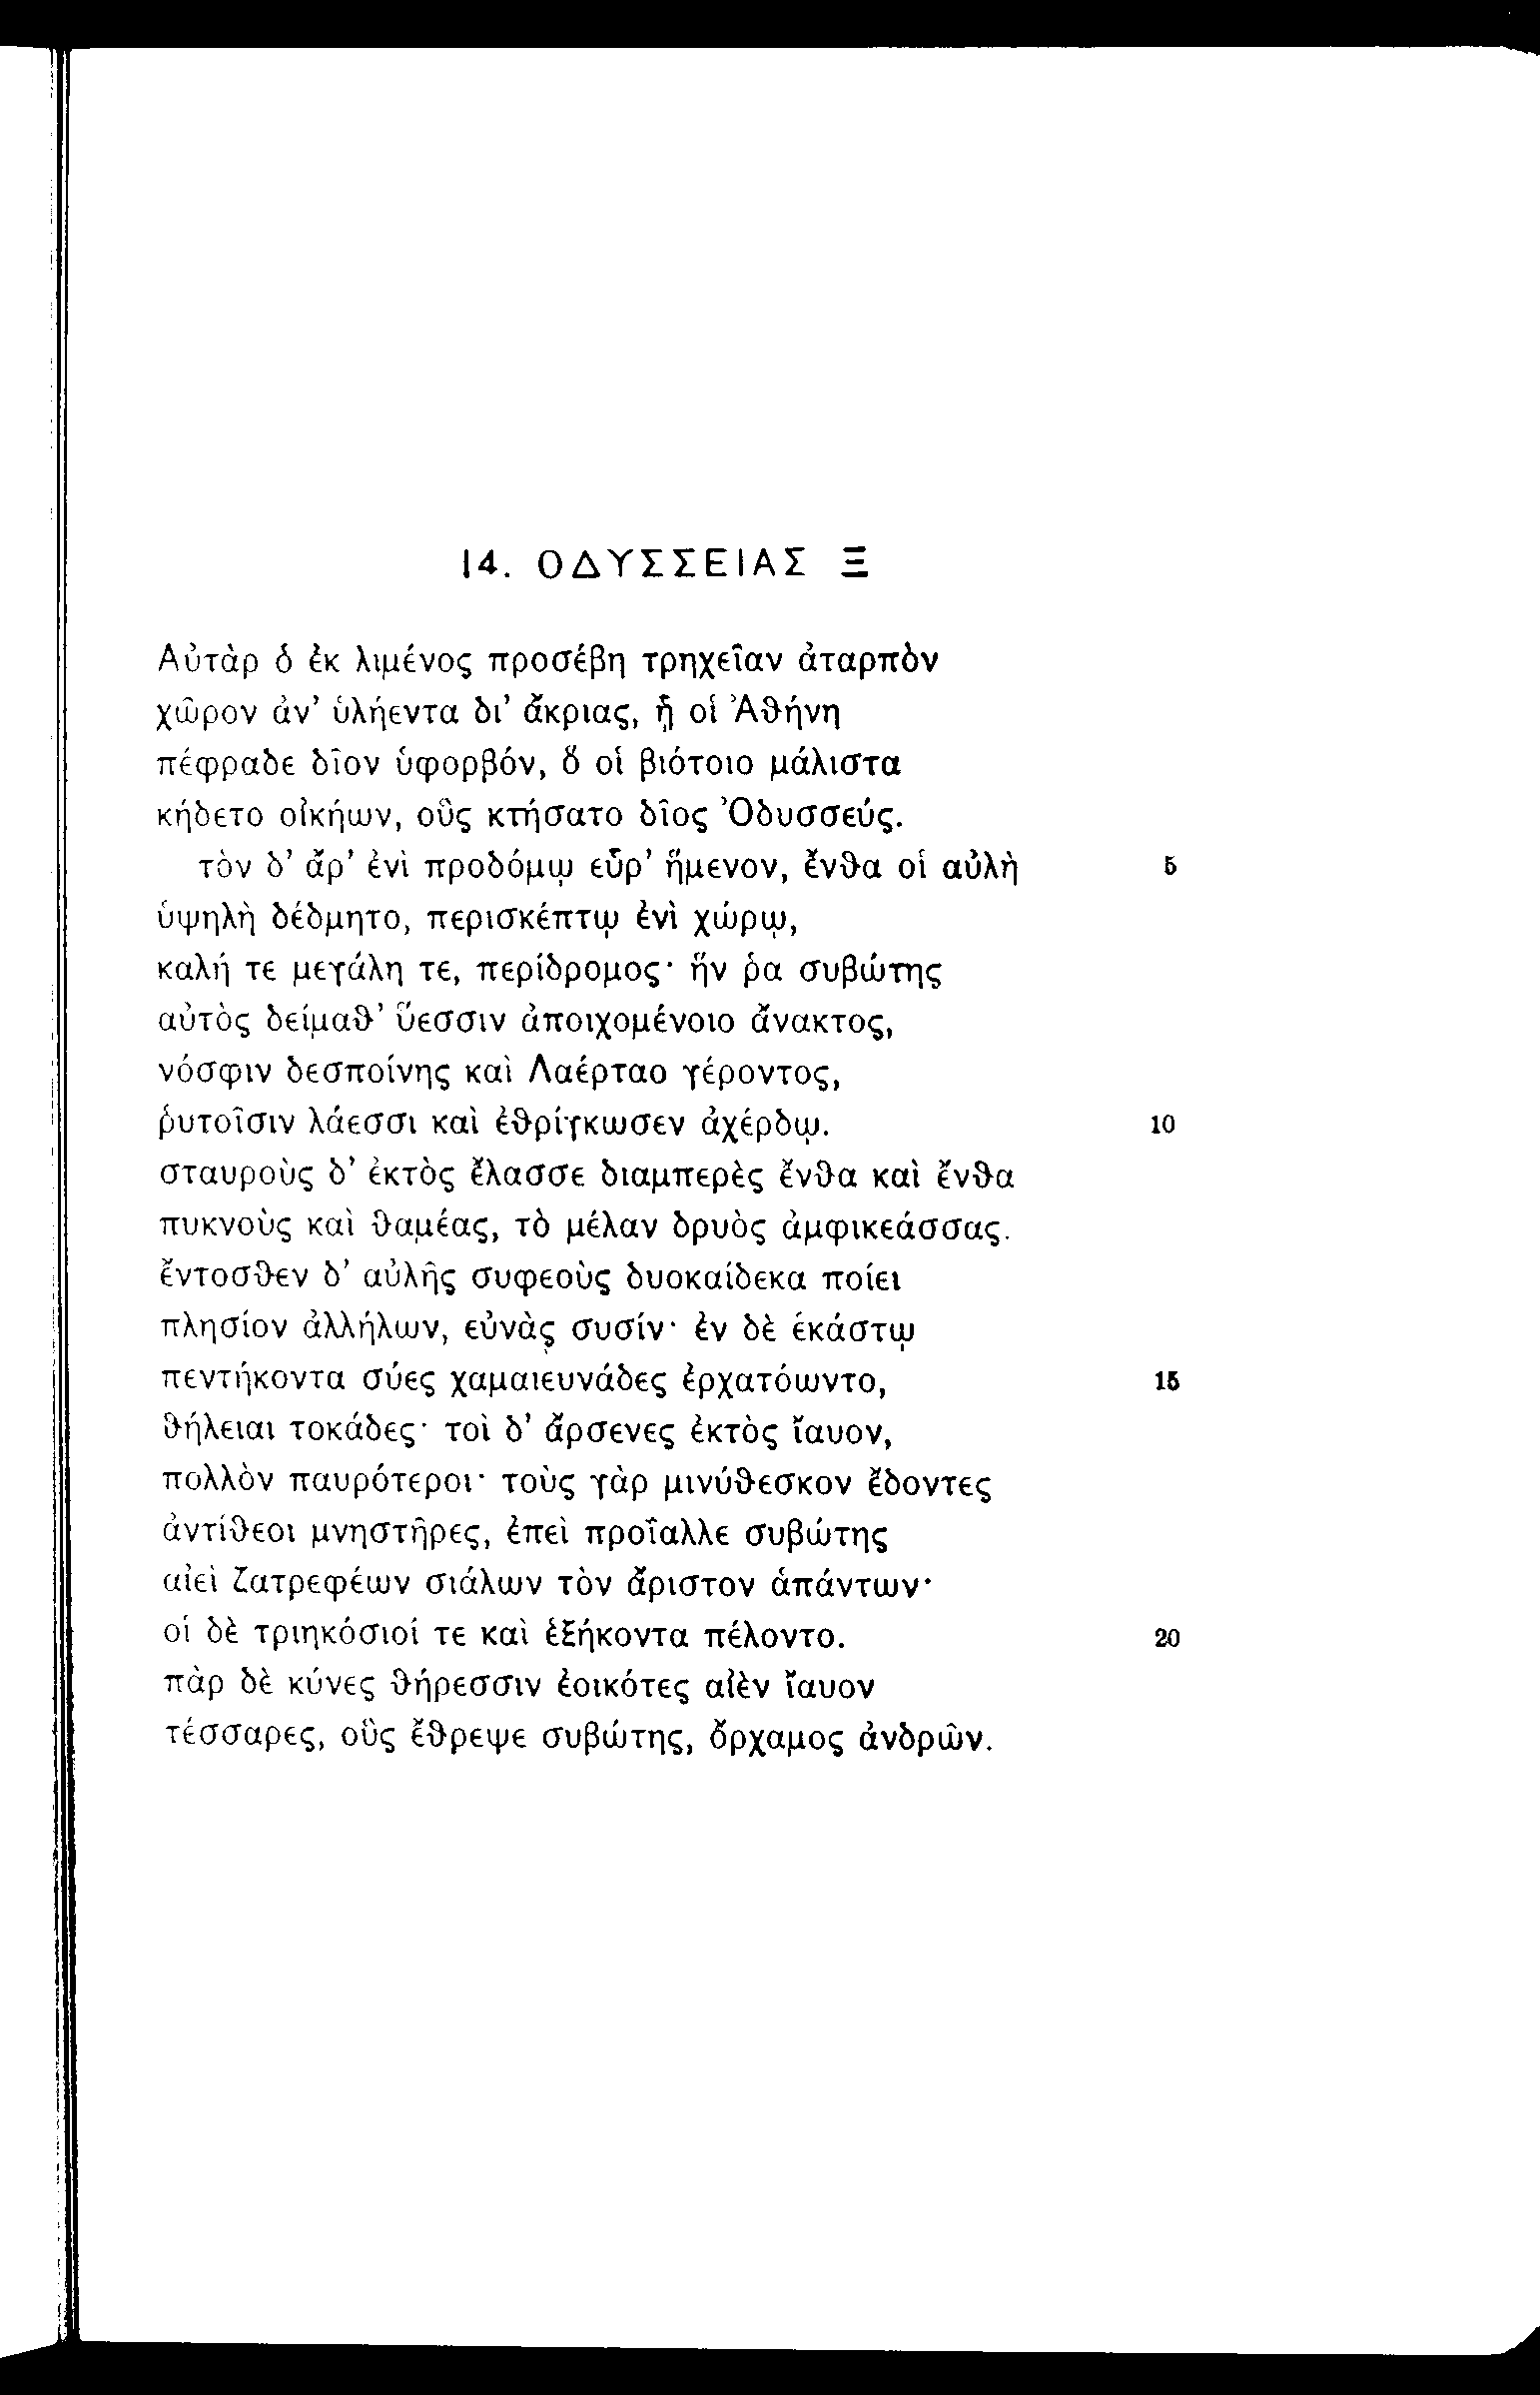 14. ΟΔΥΣΣΕΙΑΣ Ξ
Αὐτὰρ ὁ ἐκ λιμένος προσέβη τρηχεῖαν ἀταρπὸν
χῶρον ἀν' ὑλήεντα δι' ἄκριας, ᾗ οἱ Ἀθήνη
πέφραδε δῖον ὑφορβόν, ὅ οἱ βιότοιο μάλιστα
κήδετο οἰκήων, οὓς κτήσατο δῖος Ὀδυσσεύς.
τὸν δ' ἄρ' ἐνὶ προδόμῳ εὗρ' ἥμενον, ἔνθα οἱ αὐλὴ 5
ὑψηλὴ δέδμητο, περισκέπτῳ ἐνὶ χώρῳ,
καλή τε μεγάλη τε, περίδρομος· ἥν ῥα συβώτης
αὐτὸς δείμαθ' ὕεσσιν ἀποιχομένοιο ἄνακτος,
νόσφιν δεσποίνης καὶ Λαέρταο γέροντος,
ῥυτοῖσιν λάεσσι καὶ ἐθρίγκωσεν ἀχέρδῳ. 10
σταυροὺς δ' ἐκτὸς ἔλασσε διαμπερὲς ἔνθα καὶ ἔνθα
πυκνοὺς καὶ θαμέας, τὸ μέλαν δρυὸς ἀμφικεάσσας.
ἔντοσθεν δ' αὐλῆς συφεοὺς δυοκαίδεκα ποίει
πλησίον ἀλλήλων, εὐνὰς συσίν· ἐν δὲ ἑκάστῳ
πεντήκοντα σύες χαμαιευνάδες ἐρχατόωντο, 15
θήλειαι τοκάδες· τοὶ δ' ἄρσενες ἐκτὸς ἴαυον,
πολλὸν παυρότεροι· τοὺς γὰρ μινύθεσκον ἔδοντες
ἀντίθεοι μνηστῆρες, ἐπεὶ προΐαλλε συβώτης
αἰεὶ ζατρεφέων σιάλων τὸν ἄριστον ἁπάντων·
οἱ δὲ τριηκόσιοί τε καὶ ἑξήκοντα πέλοντο. 20
πὰρ δὲ κύνες θήρεσσιν ἐοικότες αἰὲν ἴαυον
τέσσαρες, οὓς ἔθρεψε συβώτης, ὄρχαμος ἀνδρῶν.